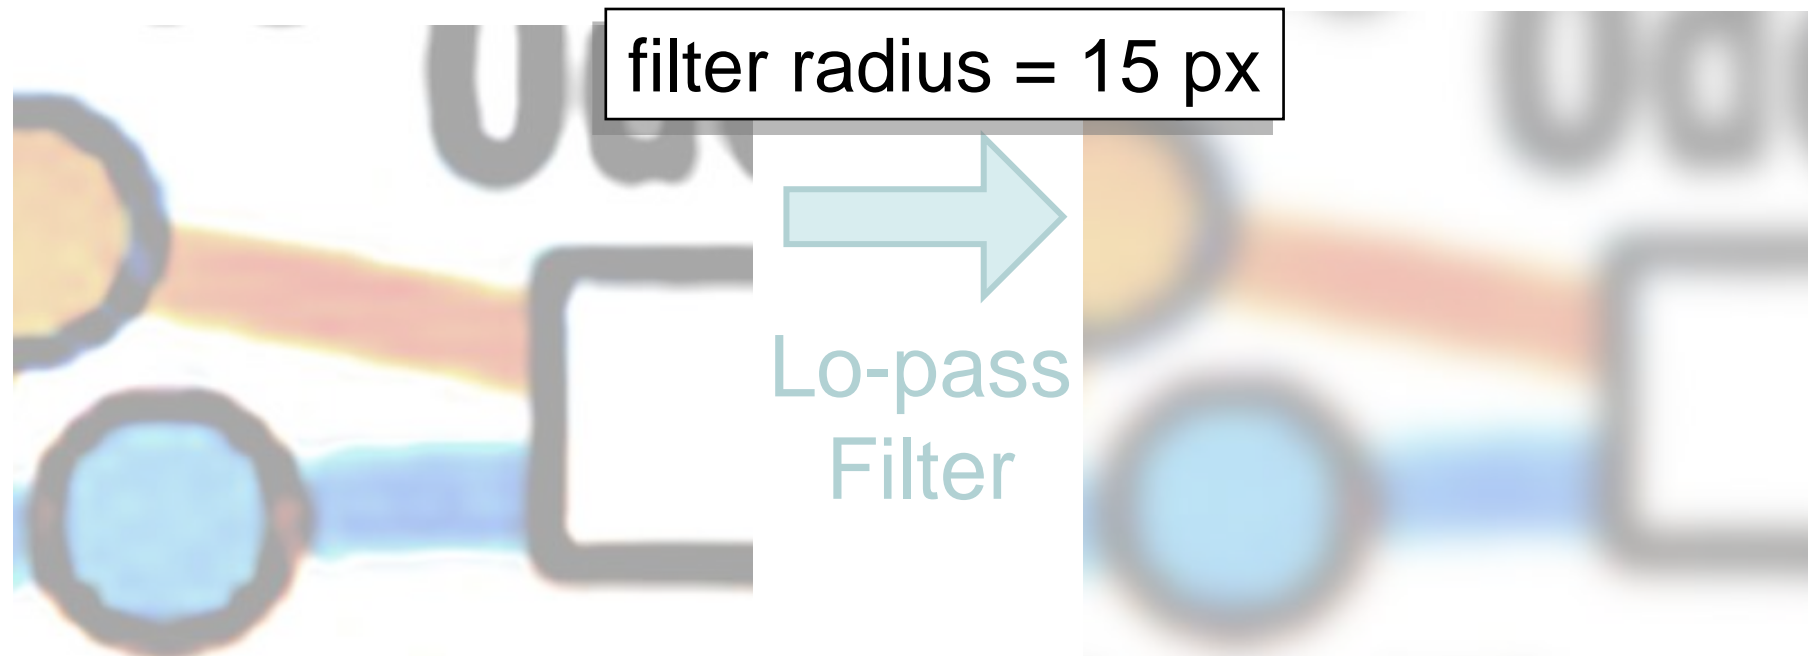 filter radius = 15 px
Lo-pass
Filter